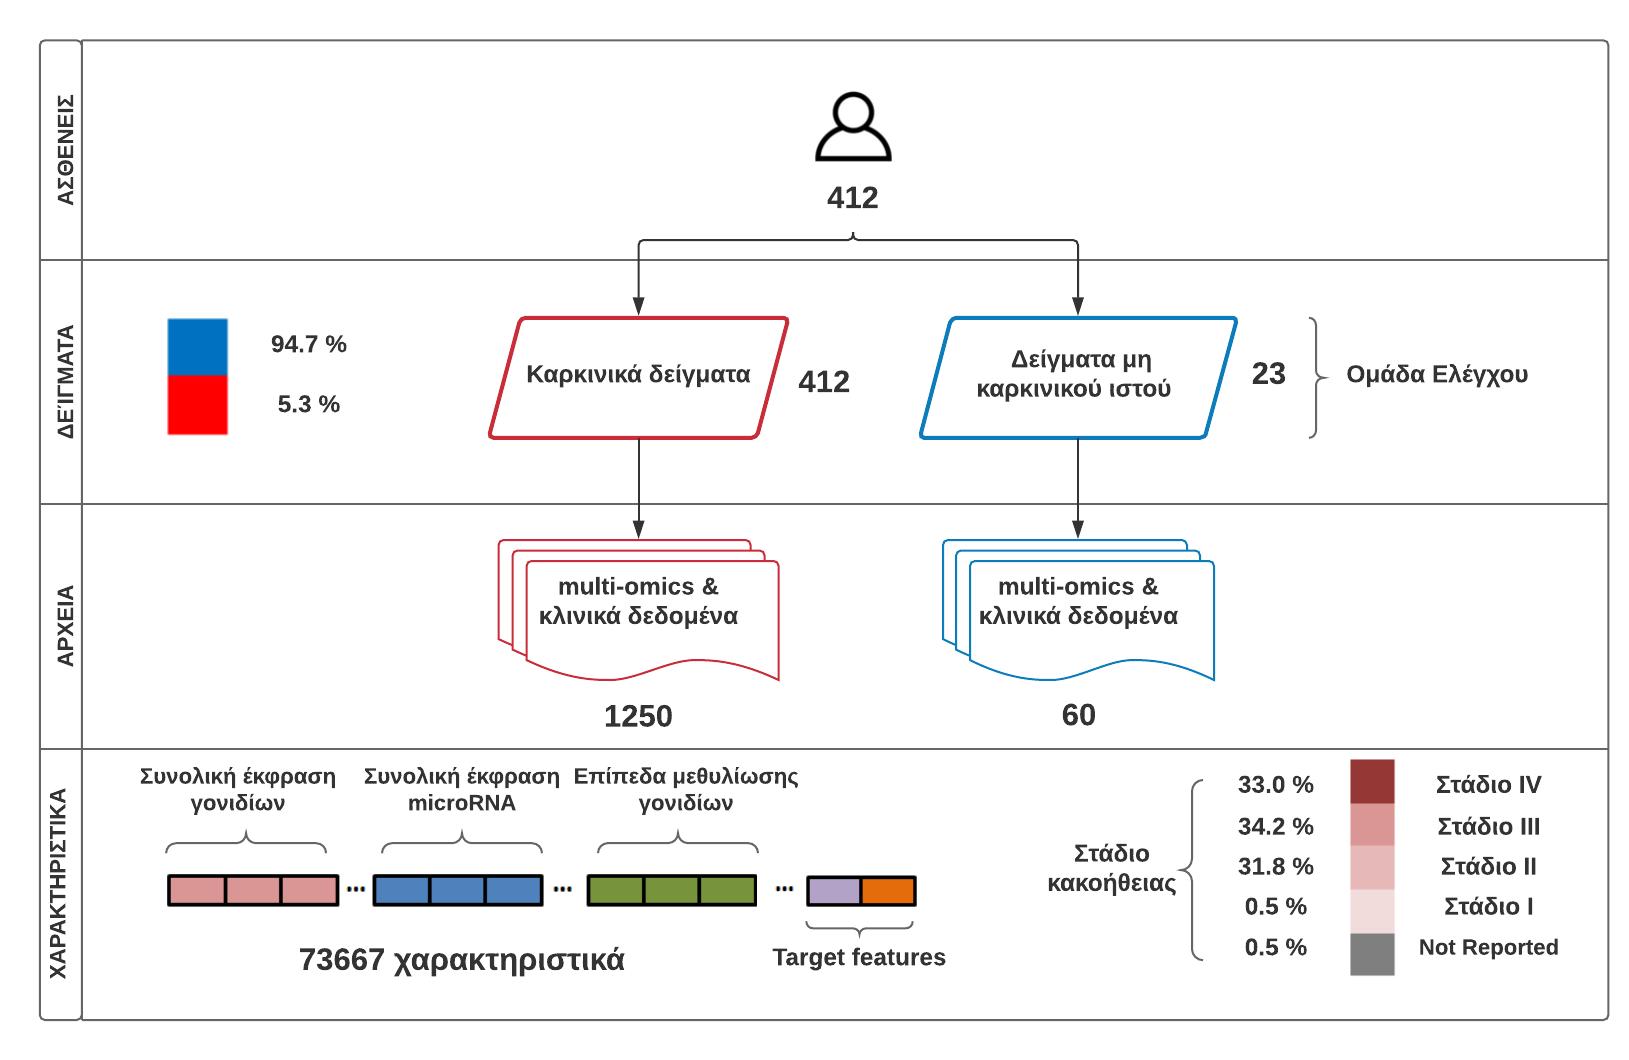 ΑΣΘΕΝΕΙΣ
412
ΔΕΊΓΜΑΤΑ
94.7 %
5.3 %
Καρκινικά δείγματα
412
Δείγματα μη
καρκινικού ιστού
23
Ομάδα Ελέγχου
ΑΡΧΕΙΑ
multi-omics &
κλινικά δεδομένα
1250
multi-omics &
κλινικά δεδομένα
60
ΧΑΡΑΚΤΗΡΙΣΤΙΚΑ
Συνολική έκφραση
γονιδίων
Συνολική έκφραση
microRNA
Επίπεδα μεθυλίωσης
γονιδίων
...
...
...
73667 χαρακτηριστικά
Target features
Στάδιο
κακοήθειας
33.0 % Στάδιο IV
34.2 % Στάδιο III
31.8 % Στάδιο II
0.5 % Στάδιο I
0.5 % Not Reported